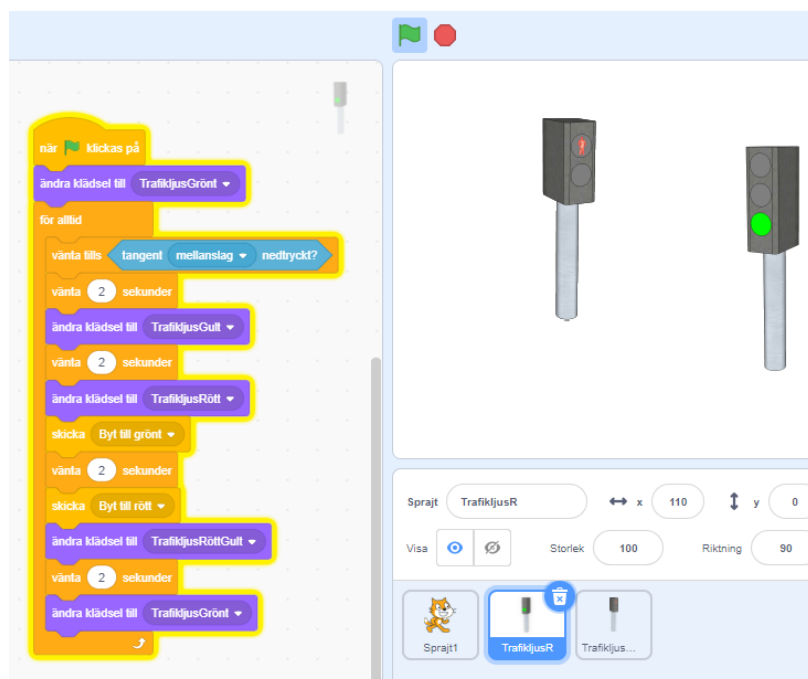 när klickas på
ändra klädsel till TrafikljusGrönt
för alltid
vänta tills tangent mellanslag nedtryckt?
vänta 2 sekunder
ändra klädsel till TrafikljusGult
vänta 2 sekunder
ändra klädsel till TrafikljusRött
skicka Byt till grönt
vänta 2 sekunder
skicka Byt till rött
ändra klädsel till TrafikljusRöttGult
vänta 2 sekunder
ändra klädsel till TrafikljusGrönt
Sprajt TrafikljusR x 110 y 0
Visa Storlek 100 Riktning 90
Sprajt1 TrafikljusR Trafikljus...